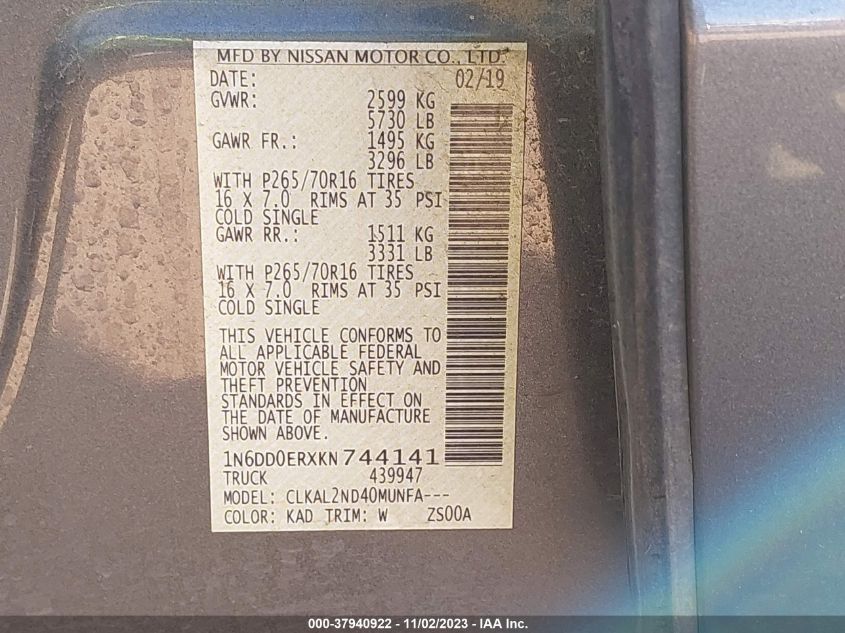 MFD BY NISSAN MOTOR CO., LTD.
DATE: 02/19
GVWR: 2599 KG
5730 LB
GAWR FR.: 1495 KG
3296 LB
WITH P265/70R16 TIRES
16 X 7.0 RIMS AT 35 PSI
COLD SINGLE
GAWR RR.: 1511 KG
3331 LB
WITH P265/70R16 TIRES
16 X 7.0 RIMS AT 35 PSI
COLD SINGLE
THIS VEHICLE CONFORMS TO
ALL APPLICABLE FEDERAL
MOTOR VEHICLE SAFETY AND
THEFT PREVENTION
STANDARDS IN EFFECT ON
THE DATE OF MANUFACTURE
SHOWN ABOVE.
1N6DD0ERXKN744141
TRUCK 439947
MODEL: CLKAL2ND40MUNFA---
COLOR: KAD TRIM: W ZS00A
000-37940922 - 11/02/2023 - IAA Inc.